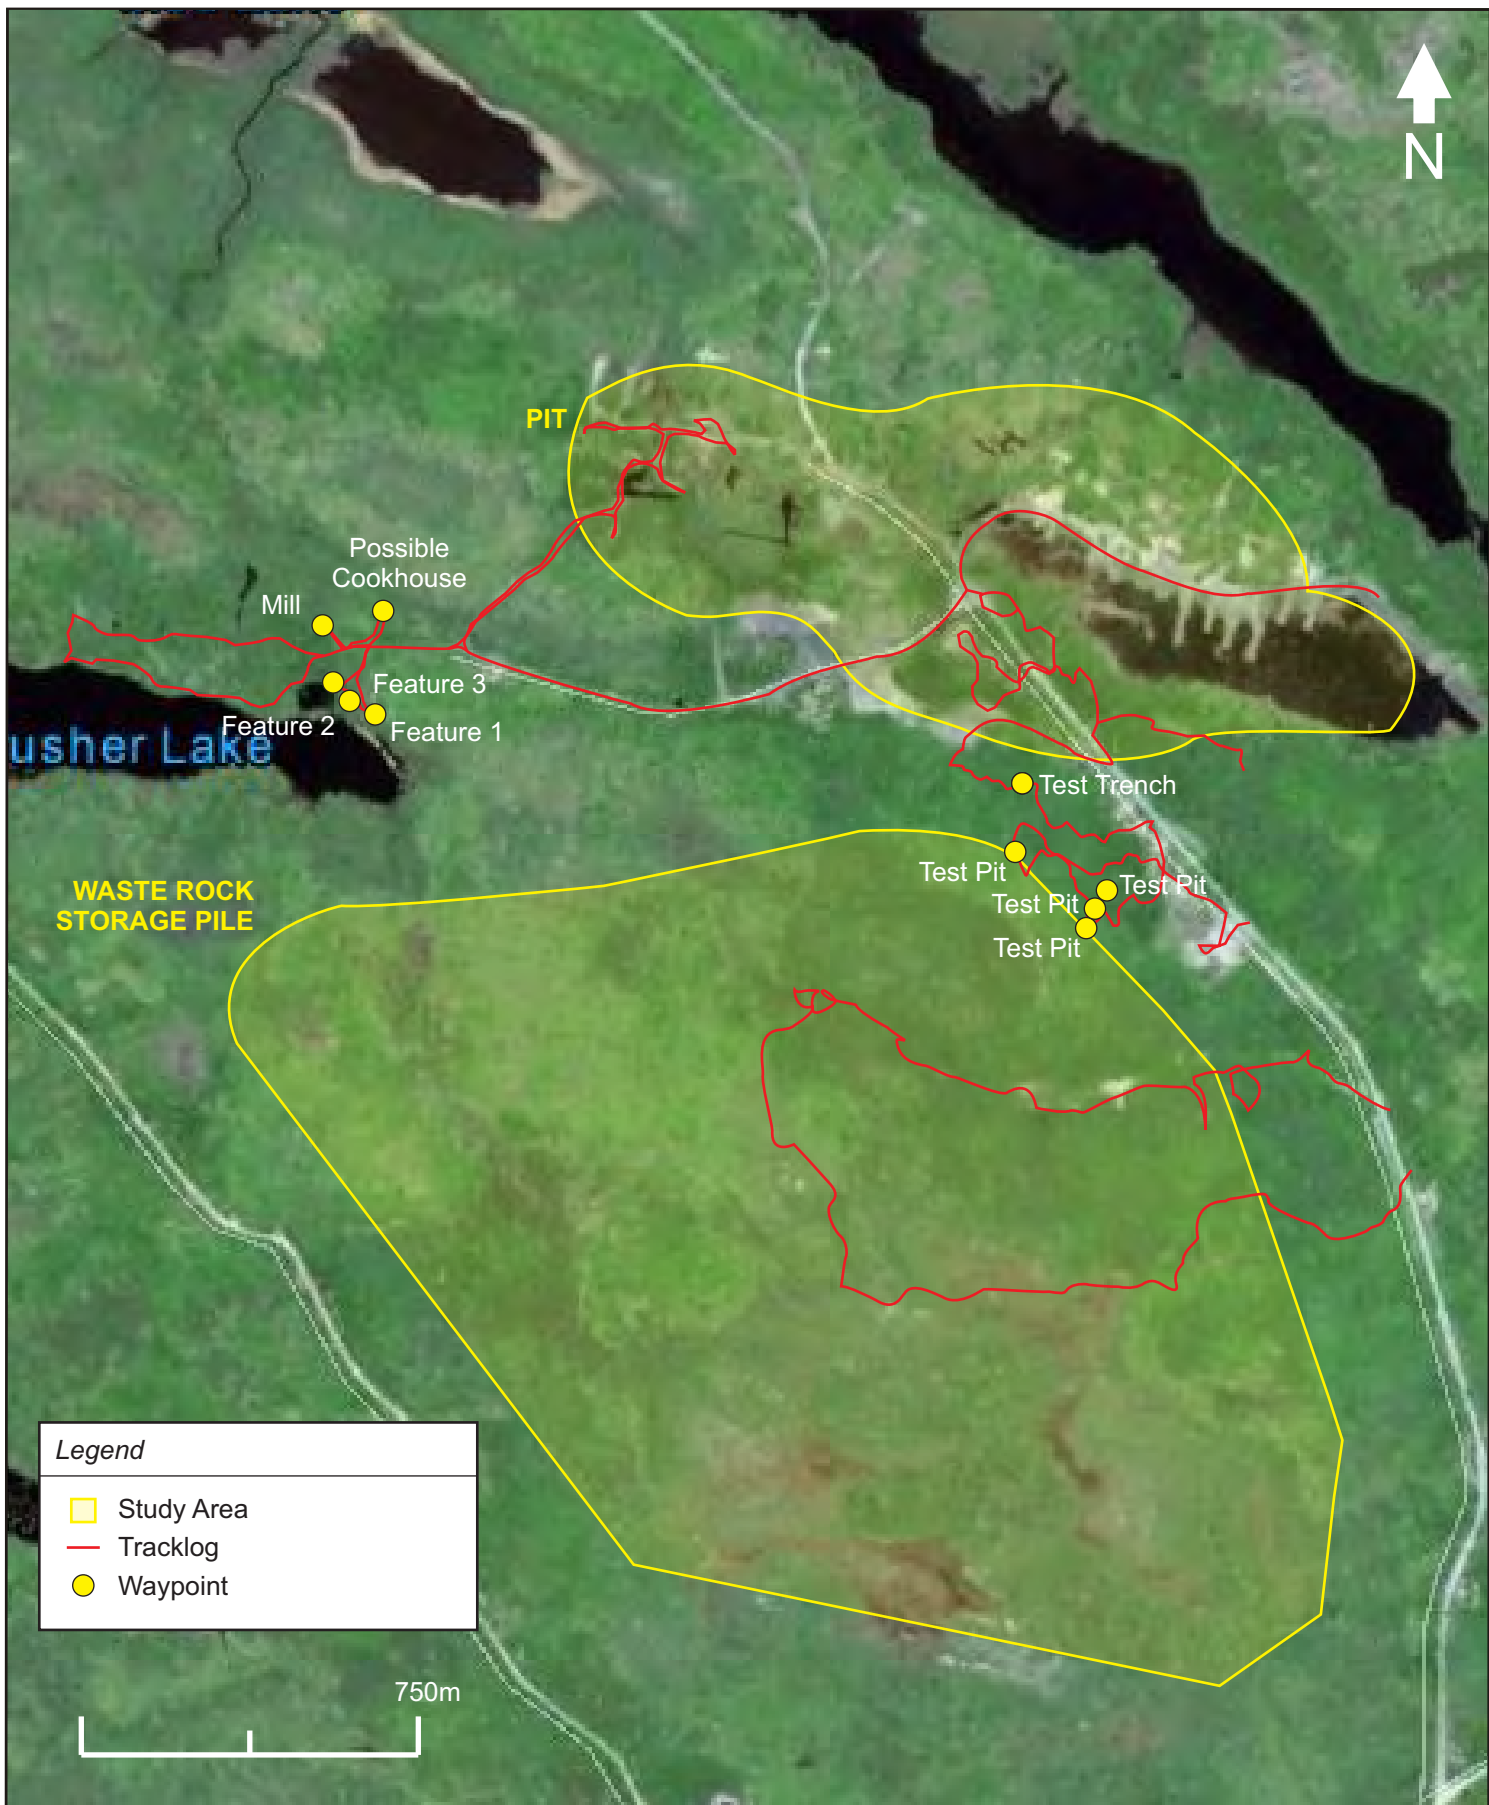 N
PIT
Possible
Cookhouse
Mill
Feature 3
Feature 2
Feature 1
usher Lake
Test Trench
Test Pit
Test Pit
Test Pit
Test Pit
WASTE ROCK
STORAGE PILE
Legend
Study Area
Tracklog
Waypoint
750m